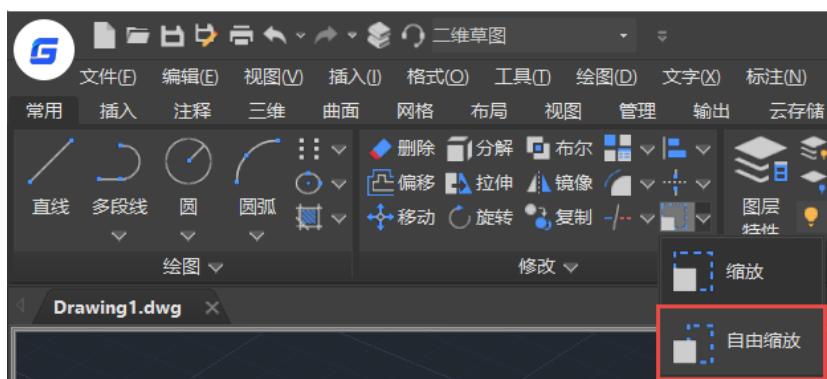 二维草图
文件(F) 编辑(E) 视图(V) 插入(I) 格式(O) 工具(T) 绘图(D) 文字(X) 标注(N)
常用 插入 注释 三维 曲面 网格 布局 视图 管理 输出 云存储
删除 分解 布尔
偏移 拉伸 镜像
直线 多段线 圆 圆弧 移动 旋转 复制 图层
特性
绘图 修改
缩放
Drawing1.dwg
自由缩放